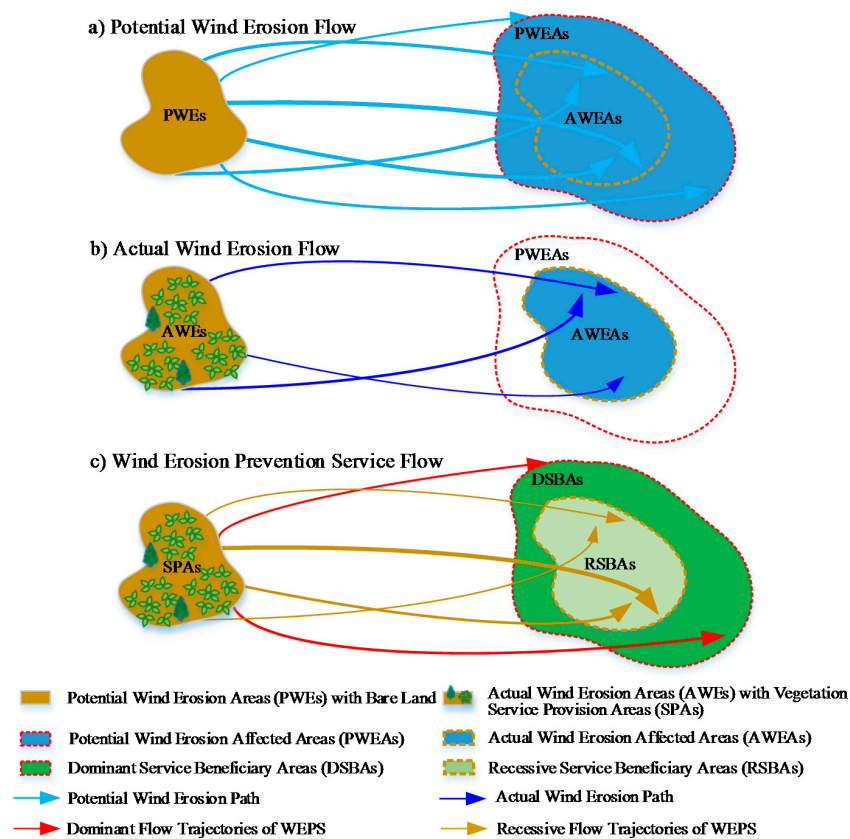 a) Potential Wind Erosion Flow
PWEAs
PWEs
AWEAs
b) Actual Wind Erosion Flow
PWEAs
AWEs
AWEAs
c) Wind Erosion Prevention Service Flow
DSBAs
SPAs
RSBAs
Potential Wind Erosion Areas (PWEs) with Bare Land
Actual Wind Erosion Areas (AWEs) with Vegetation
Service Provision Areas (SPAs)
Potential Wind Erosion Affected Areas (PWEAs)
Actual Wind Erosion Affected Areas (AWEAs)
Dominant Service Beneficiary Areas (DSBAs)
Recessive Service Beneficiary Areas (RSBAs)
Potential Wind Erosion Path
Actual Wind Erosion Path
Dominant Flow Trajectories of WEPS
Recessive Flow Trajectories of WEPS